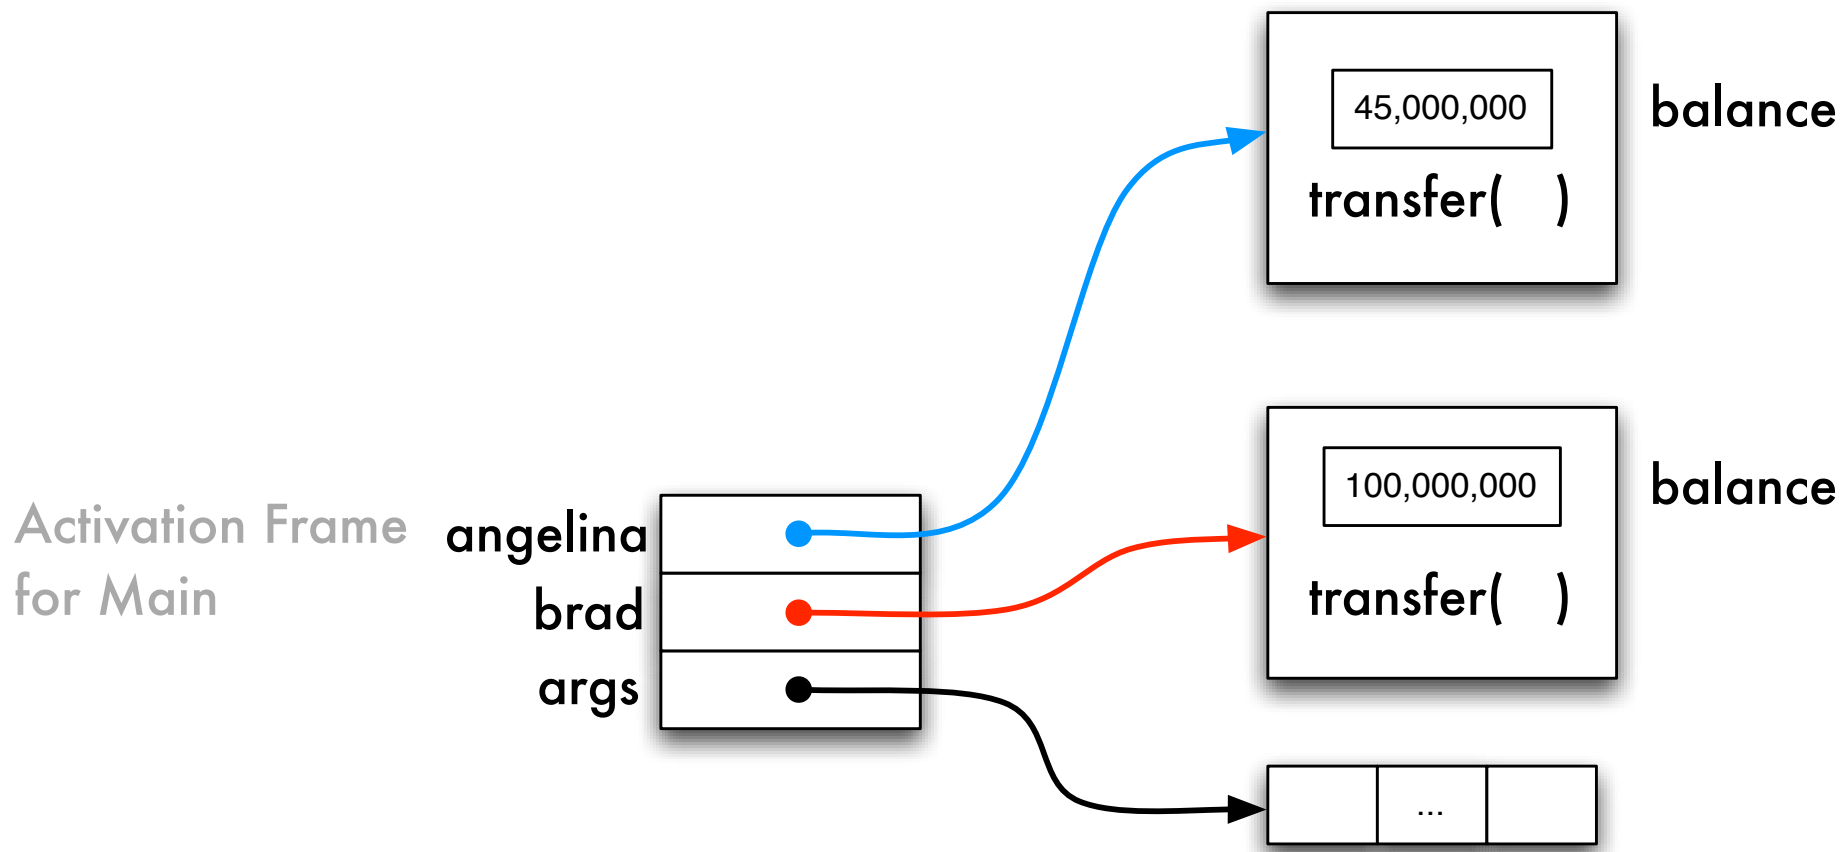 45,000,000
balance
transfer( )
100,000,000
balance
transfer( )
Activation Frame
for Main
angelina
brad
args
...